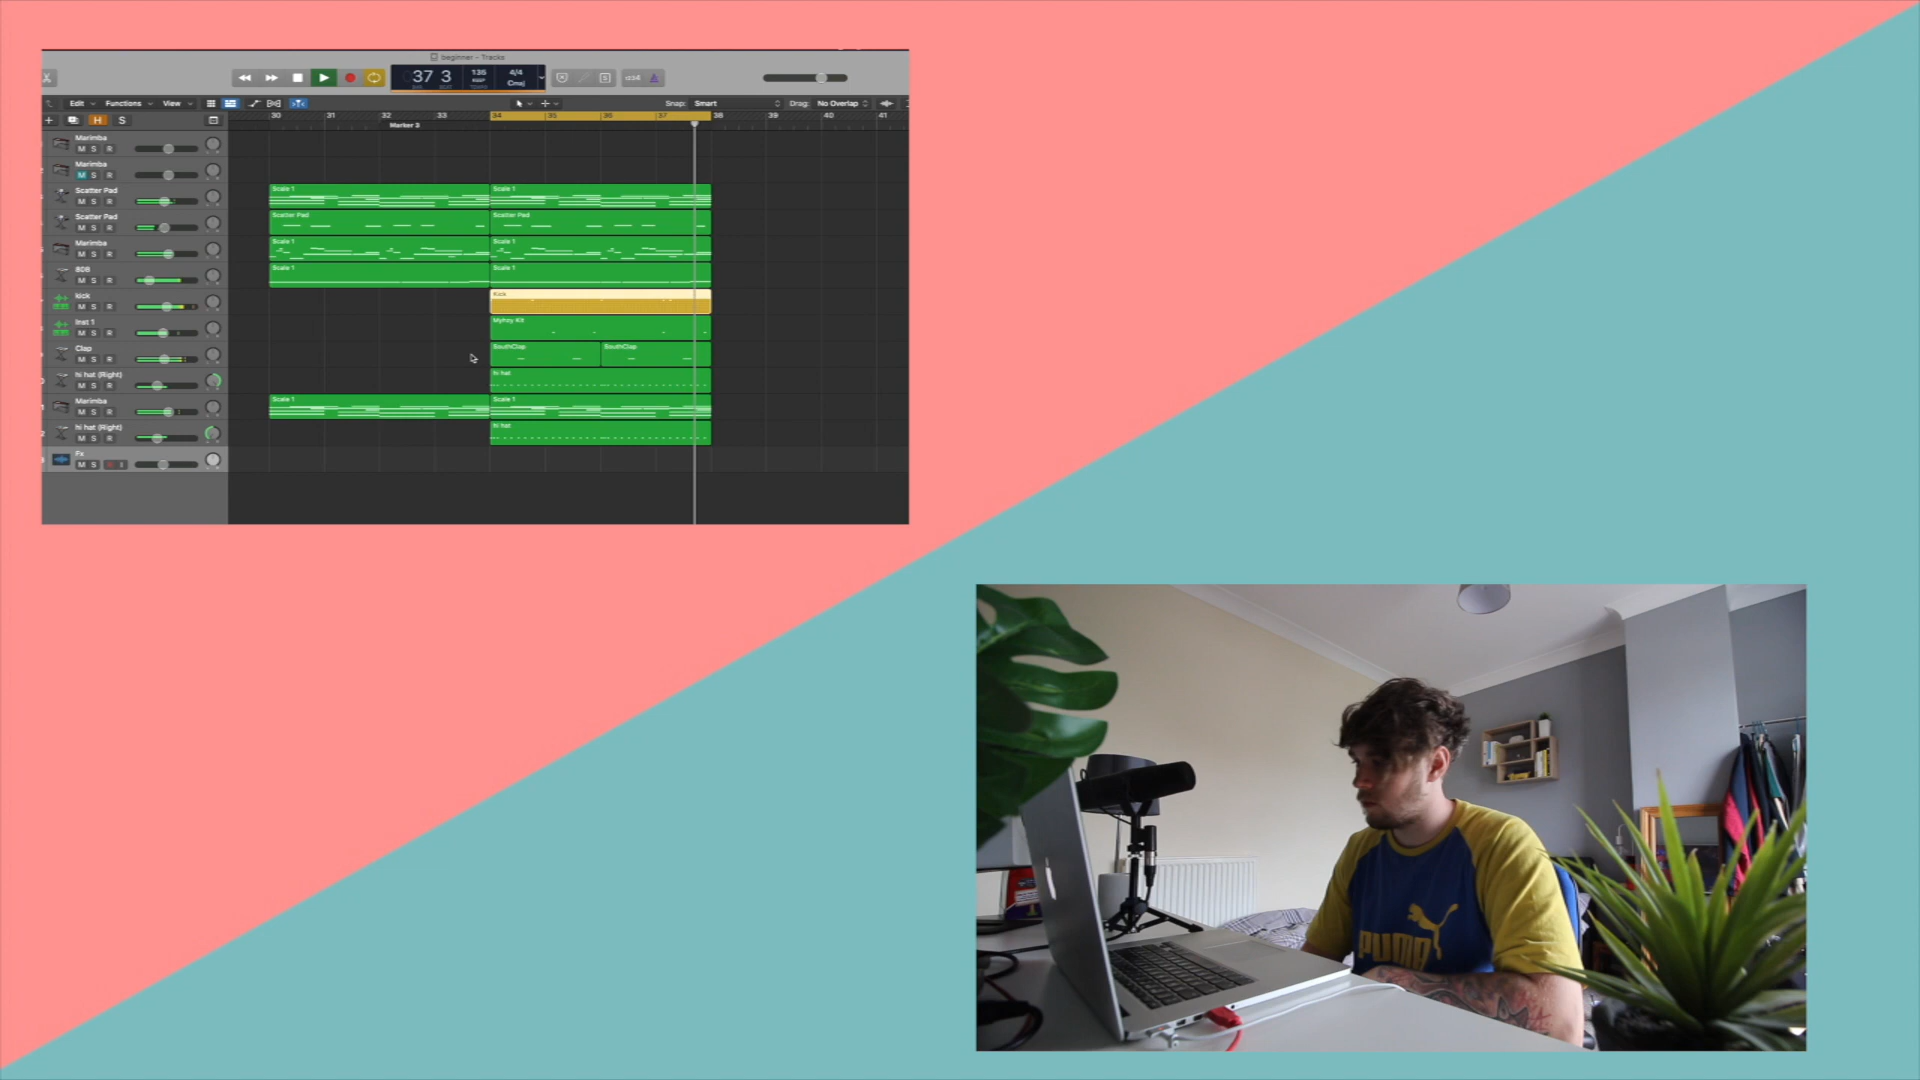 beginner - Tracks
37 3
135
4/4
Cmaj
1234
Edit Functions View
Snap: Smart Drag: No Overlap
H S
30 31 32 33 34 35 36 37 38 39 40 41
Marker 3
Marimba
M S R
Marimba
M S R
Scatter Pad
M S R
Scale 1 Scale 1
Scatter Pad
M S R
Scatter Pad Scatter Pad
Marimba
M S R
Scale 1 Scale 1
808
M S R
Scale 1 Scale 1
kick
M S R
Kick
Inst 1
M S R
Myhoy Kit
Clap
M S R
SouthClap SouthClap
hi hat (Right)
M S R
hi hat
Marimba
M S R
Scale 1 Scale 1
hi hat (Right)
M S R
hi hat
Fx
M S R I
PUMA